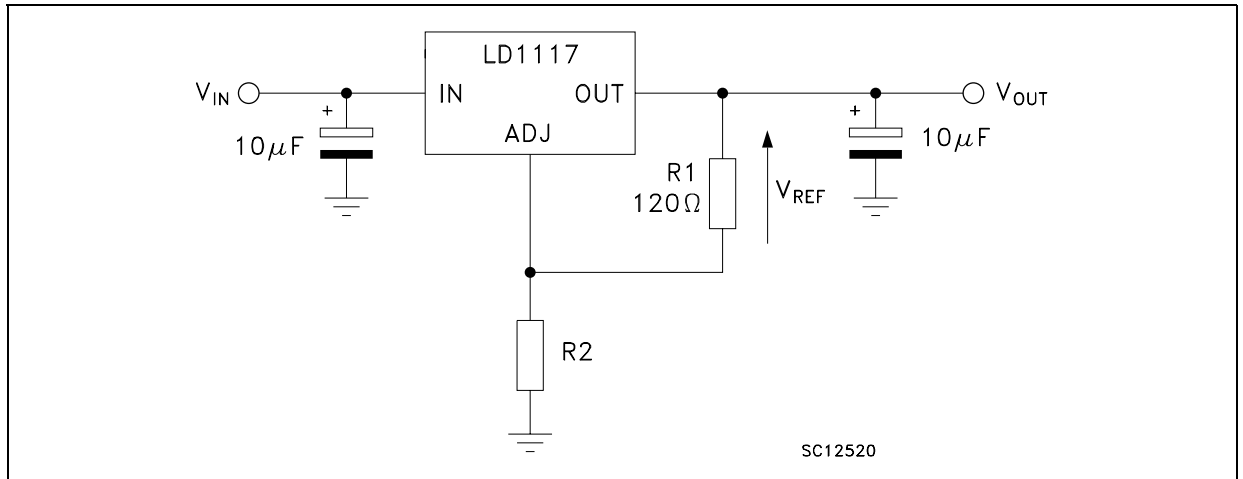 LD1117
V_IN
IN
OUT
V_OUT
+
10μF
ADJ
+
10μF
R1
120Ω
V_REF
R2
SC12520